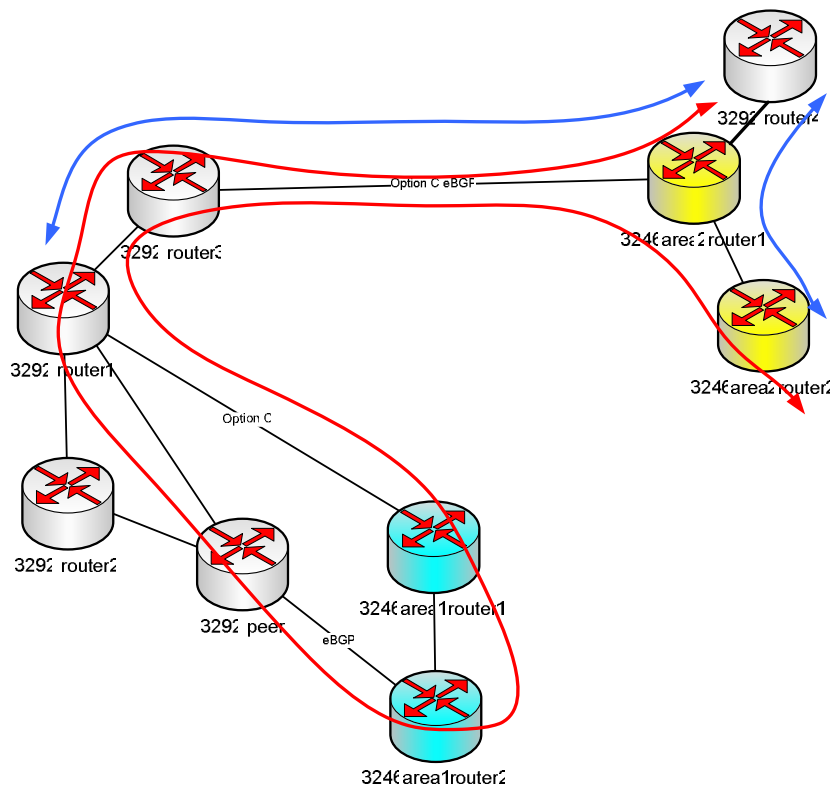 3292 router4
Option C eBGP
3246 area2 router1
3292 router3
3292 router1
3246 area2 router2
Option C
3292 router2
3246 area1 router1
3292 peer
eBGP
3246 area1 router2